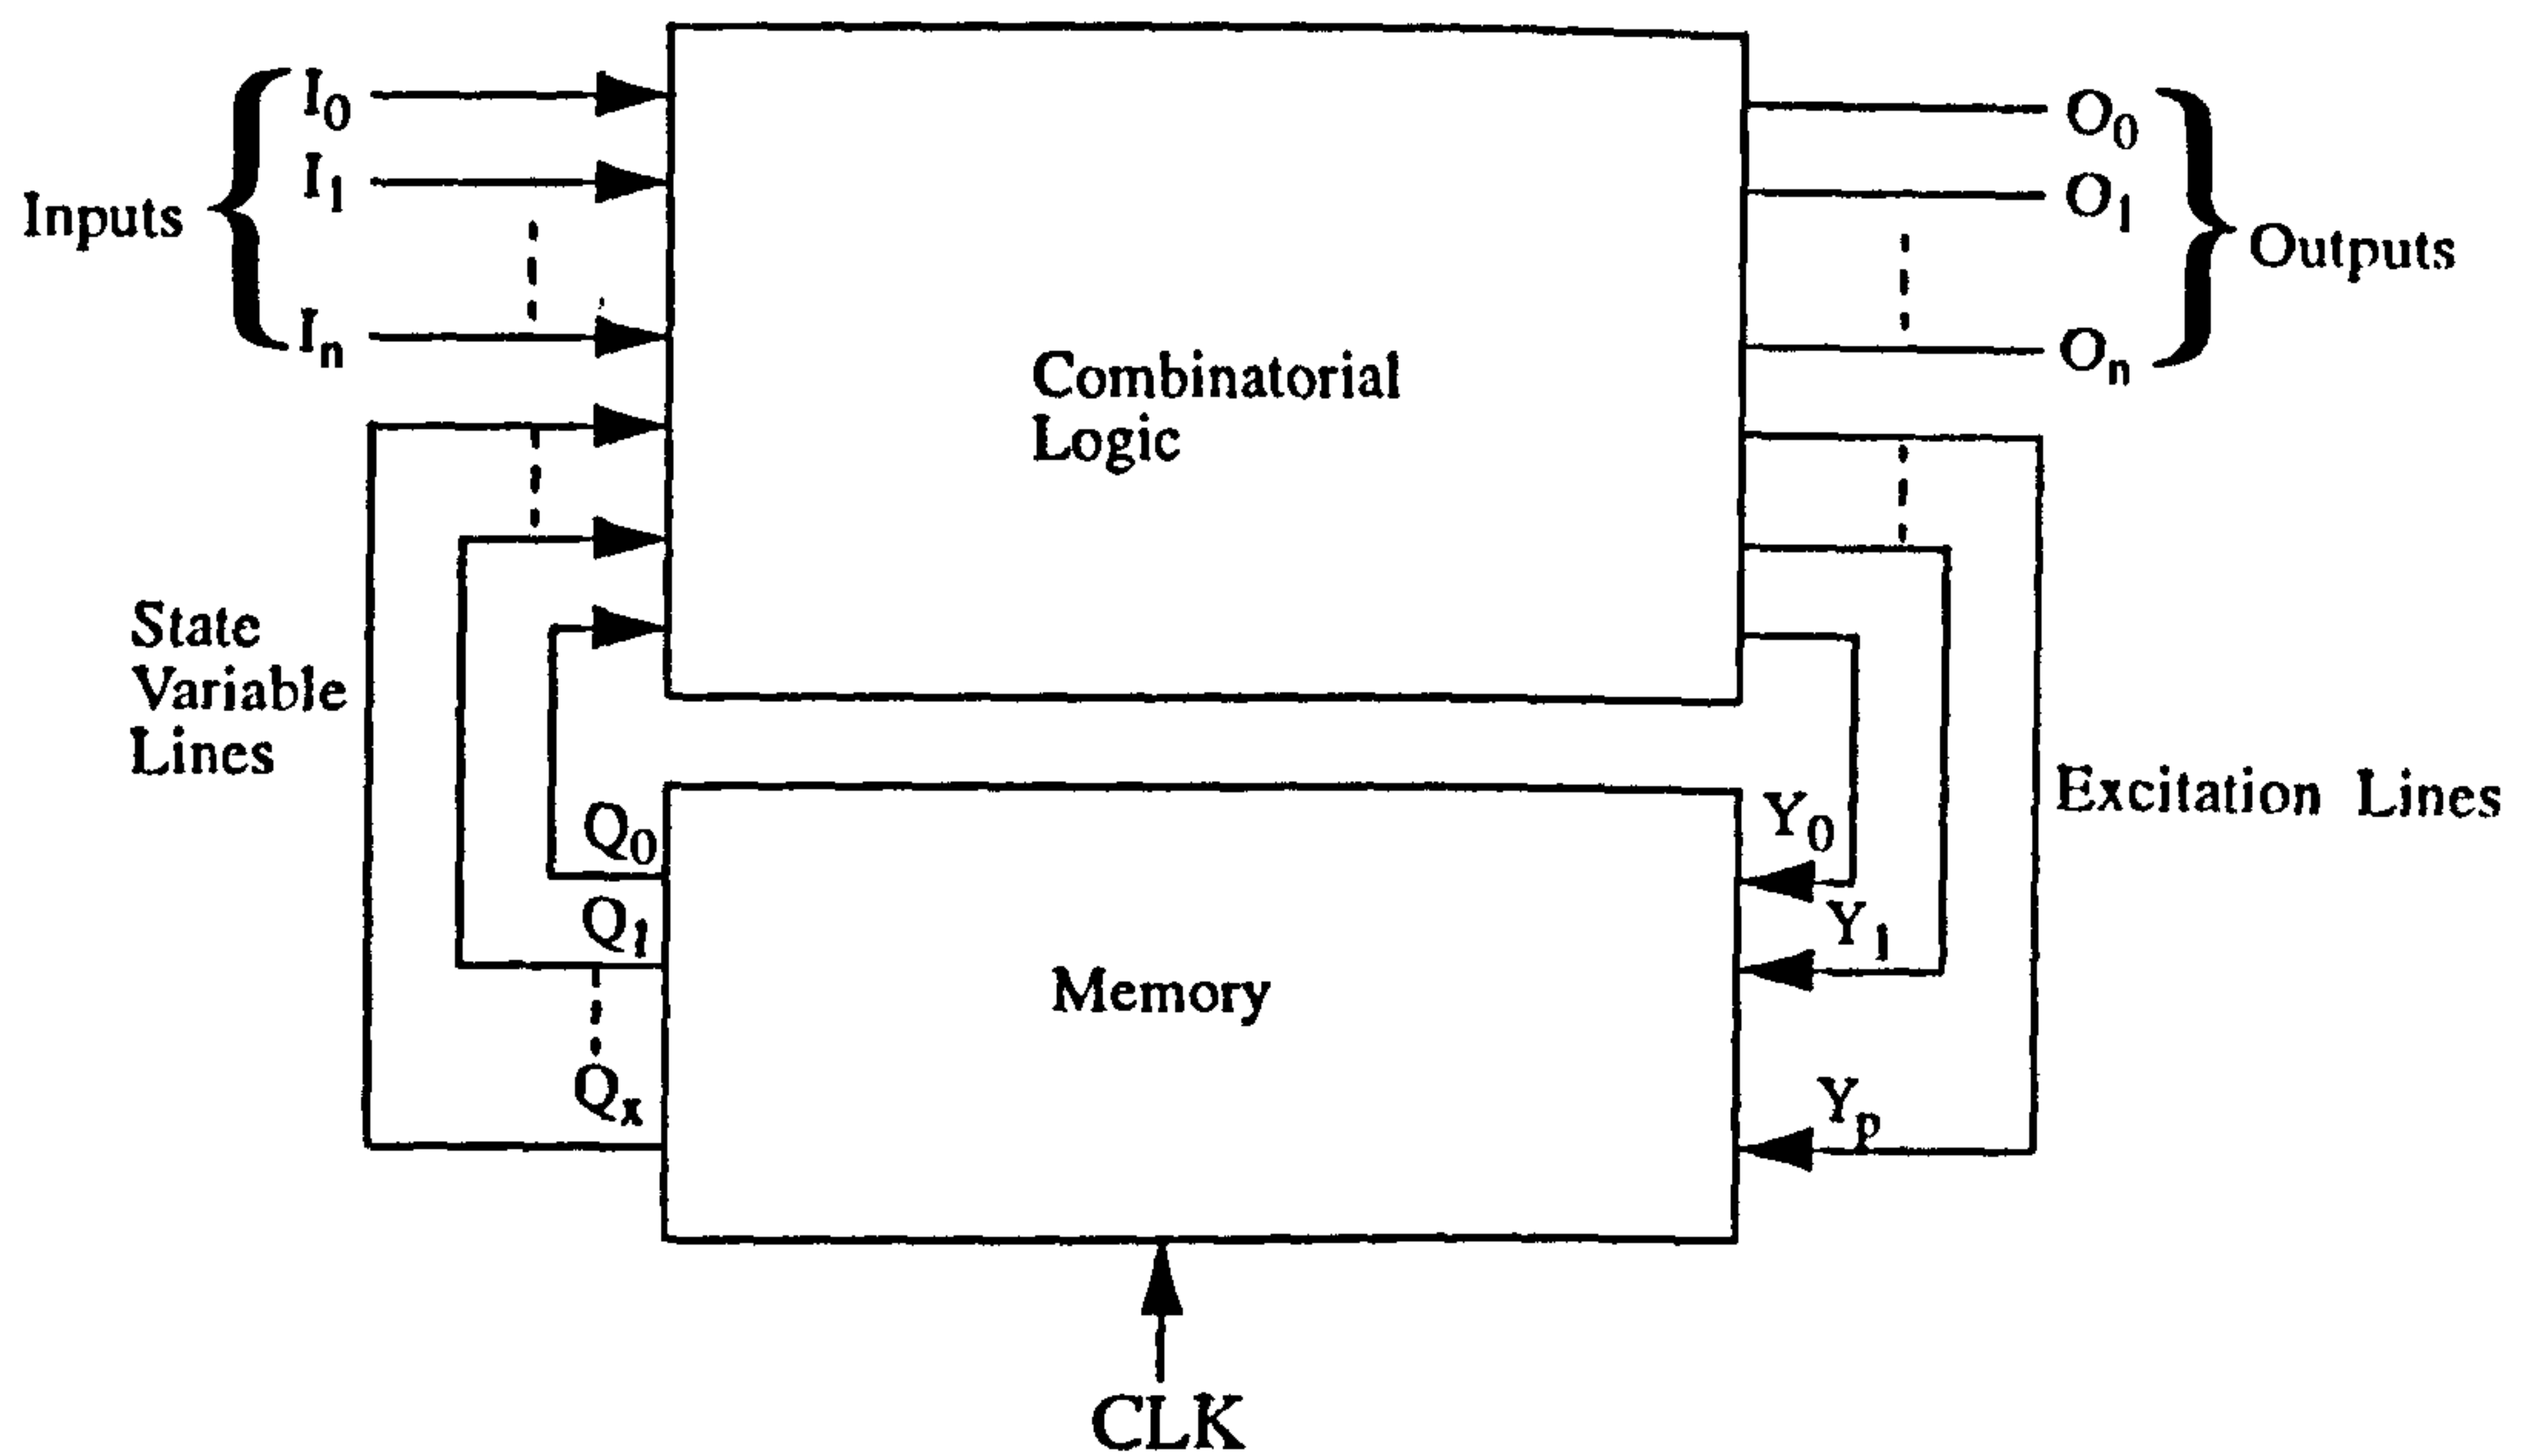 Inputs
I0
I1
In
Combinatorial
Logic
O0
O1
On
Outputs
State
Variable
Lines
Excitation Lines
Q0
Q1
Qx
Memory
Y0
Y1
Yp
CLK